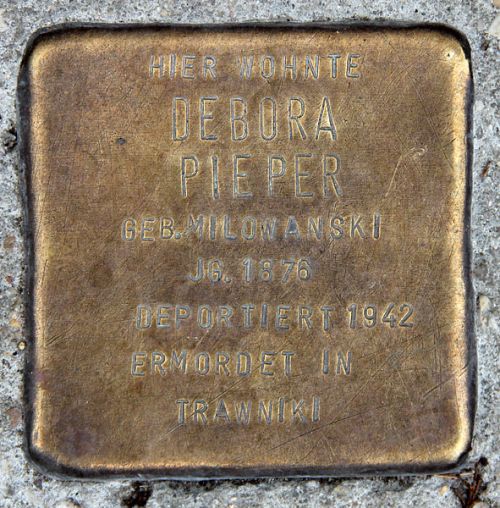 HIER WOHNTE
DEBORA
PIEPER
GEB. MILOWANSKI
JG. 1876
DEPORTIERT 1942
ERMORDET IN
TRAWNIKI